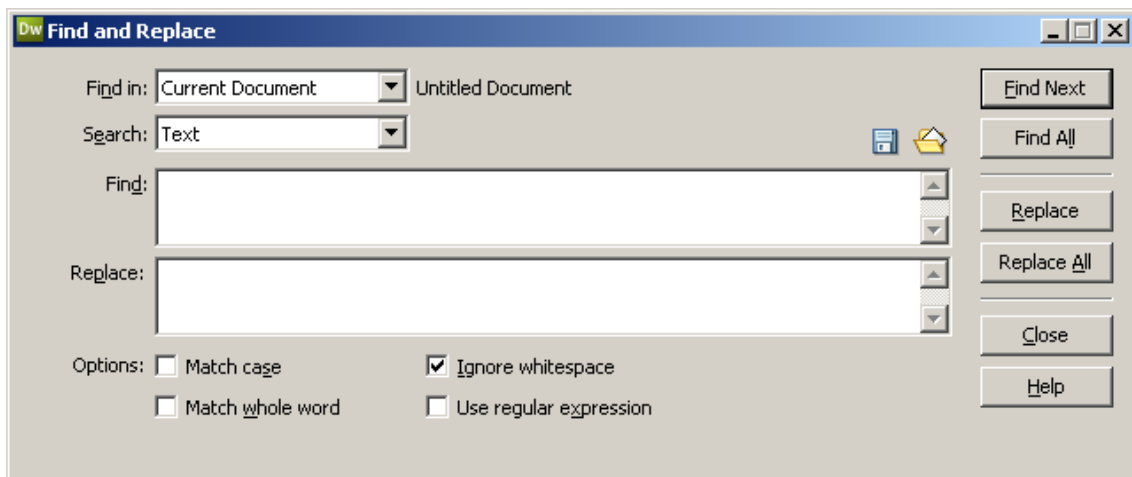 Dw Find and Replace
Find in: Current Document Untitled Document Find Next
Search: Text Find All
Find:
Replace
Replace: Replace All
Close
Options: Match case Ignore whitespace
Help
Match whole word Use regular expression